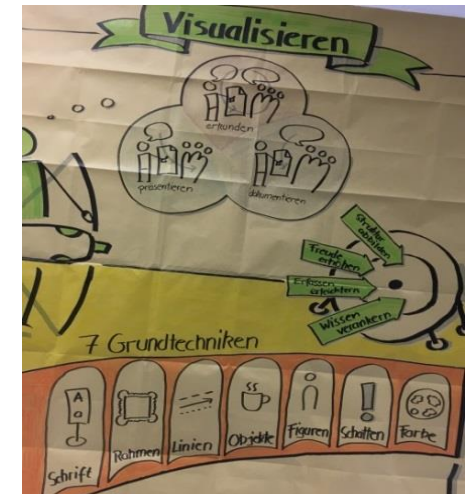 Visualisieren
erkunden
präsentieren
dokumentieren
Struktur
abbilden
Freude
erhöhen
Erfassen
erleichtern
Wissen
verankern
7 Grundtechniken
A
Schrift
Rahmen
Linien
Objekte
Figuren
Schatten
Farbe